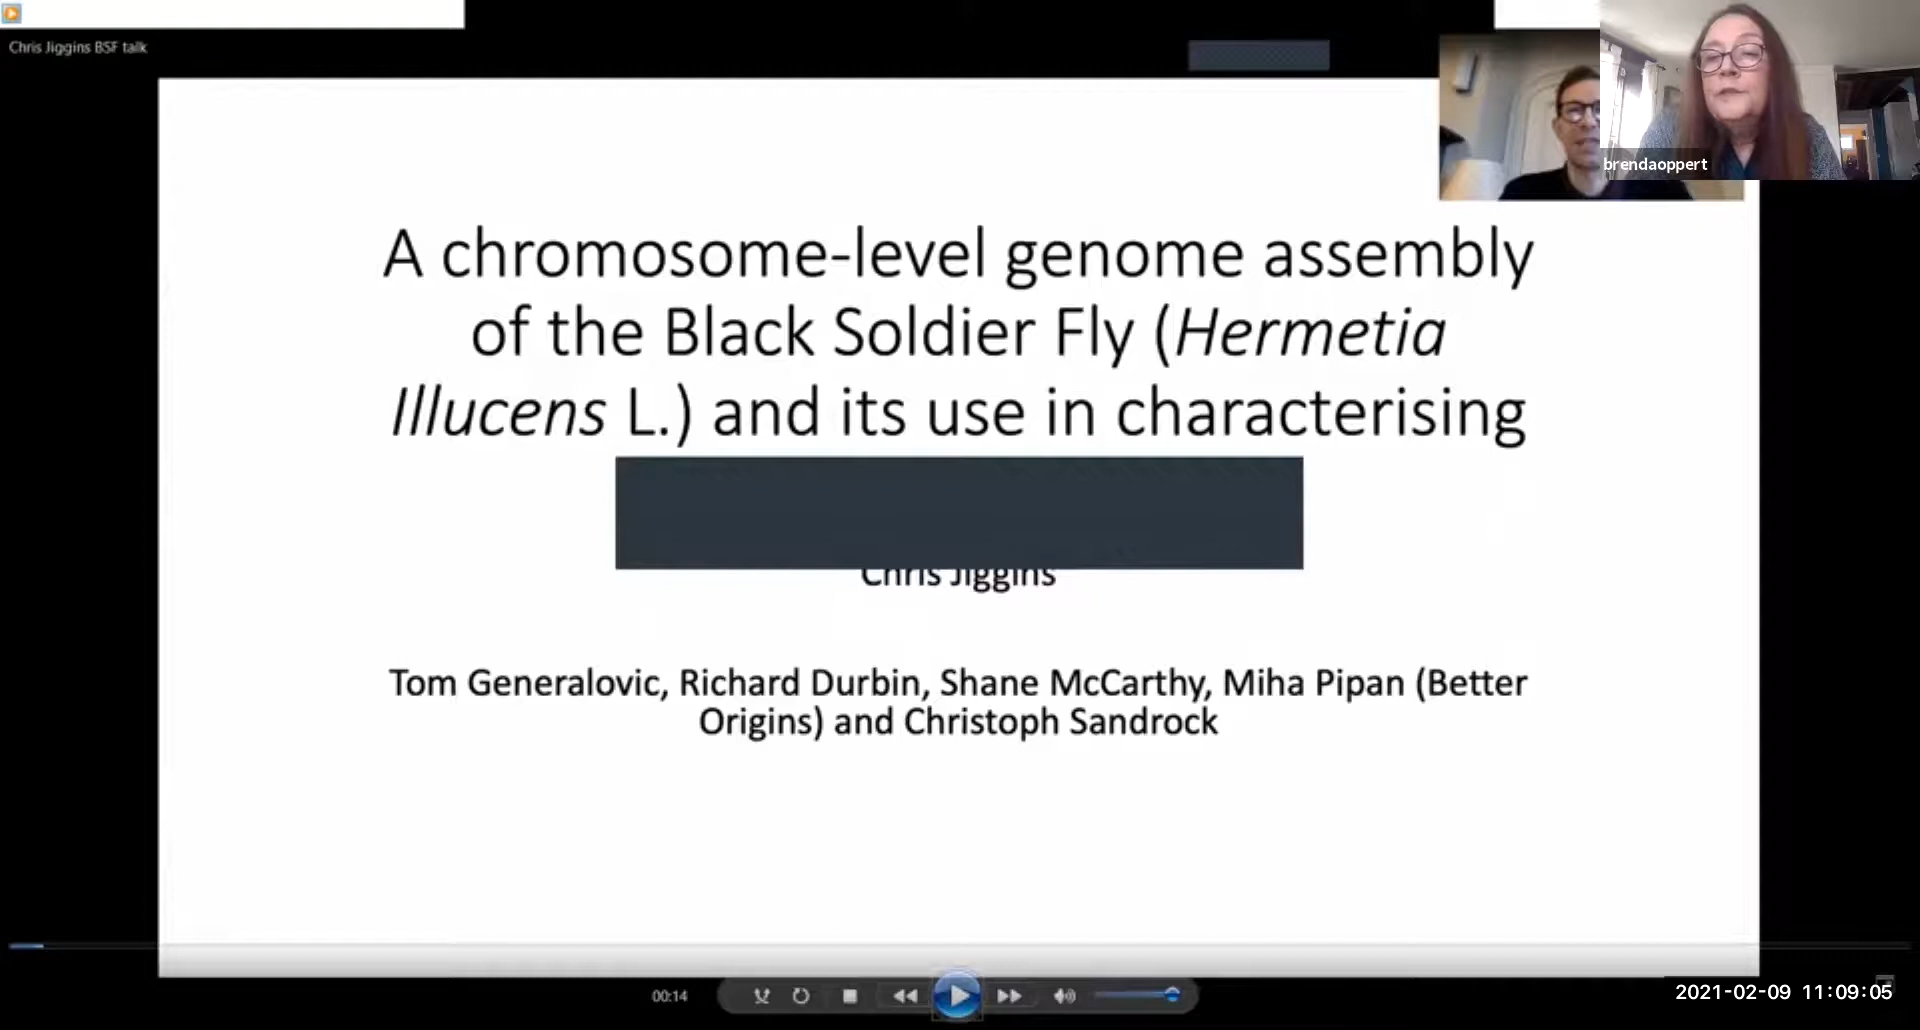 Chris Jiggins BSF talk
brendaoppert
A chromosome-level genome assembly
of the Black Soldier Fly (Hermetia
Illucens L.) and its use in characterising
Chris Jiggins
Tom Generalovic, Richard Durbin, Shane McCarthy, Miha Pipan (Better
Origins) and Christoph Sandrock
00:14
2021-02-09 11:09:05